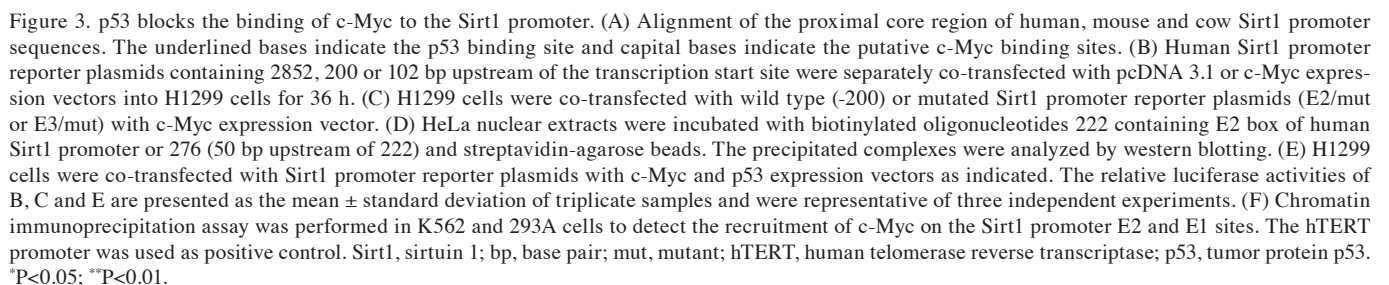 Figure 3. p53 blocks the binding of c-Myc to the Sirt1 promoter. (A) Alignment of the proximal core region of human, mouse and cow Sirt1 promoter
sequences. The underlined bases indicate the p53 binding site and capital bases indicate the putative c-Myc binding sites. (B) Human Sirt1 promoter
reporter plasmids containing 2852, 200 or 102 bp upstream of the transcription start site were separately co-transfected with pcDNA 3.1 or c-Myc expres-
sion vectors into H1299 cells for 36 h. (C) H1299 cells were co-transfected with wild type (-200) or mutated Sirt1 promoter reporter plasmids (E2/mut
or E3/mut) with c-Myc expression vector. (D) HeLa nuclear extracts were incubated with biotinylated oligonucleotides 222 containing E2 box of human
Sirt1 promoter or 276 (50 bp upstream of 222) and streptavidin-agarose beads. The precipitated complexes were analyzed by western blotting. (E) H1299
cells were co-transfected with Sirt1 promoter reporter plasmids with c-Myc and p53 expression vectors as indicated. The relative luciferase activities of
B, C and E are presented as the mean ± standard deviation of triplicate samples and were representative of three independent experiments. (F) Chromatin
immunoprecipitation assay was performed in K562 and 293A cells to detect the recruitment of c-Myc on the Sirt1 promoter E2 and E1 sites. The hTERT
promoter was used as positive control. Sirt1, sirtuin 1; bp, base pair; mut, mutant; hTERT, human telomerase reverse transcriptase; p53, tumor protein p53.
*P<0.05; **P<0.01.